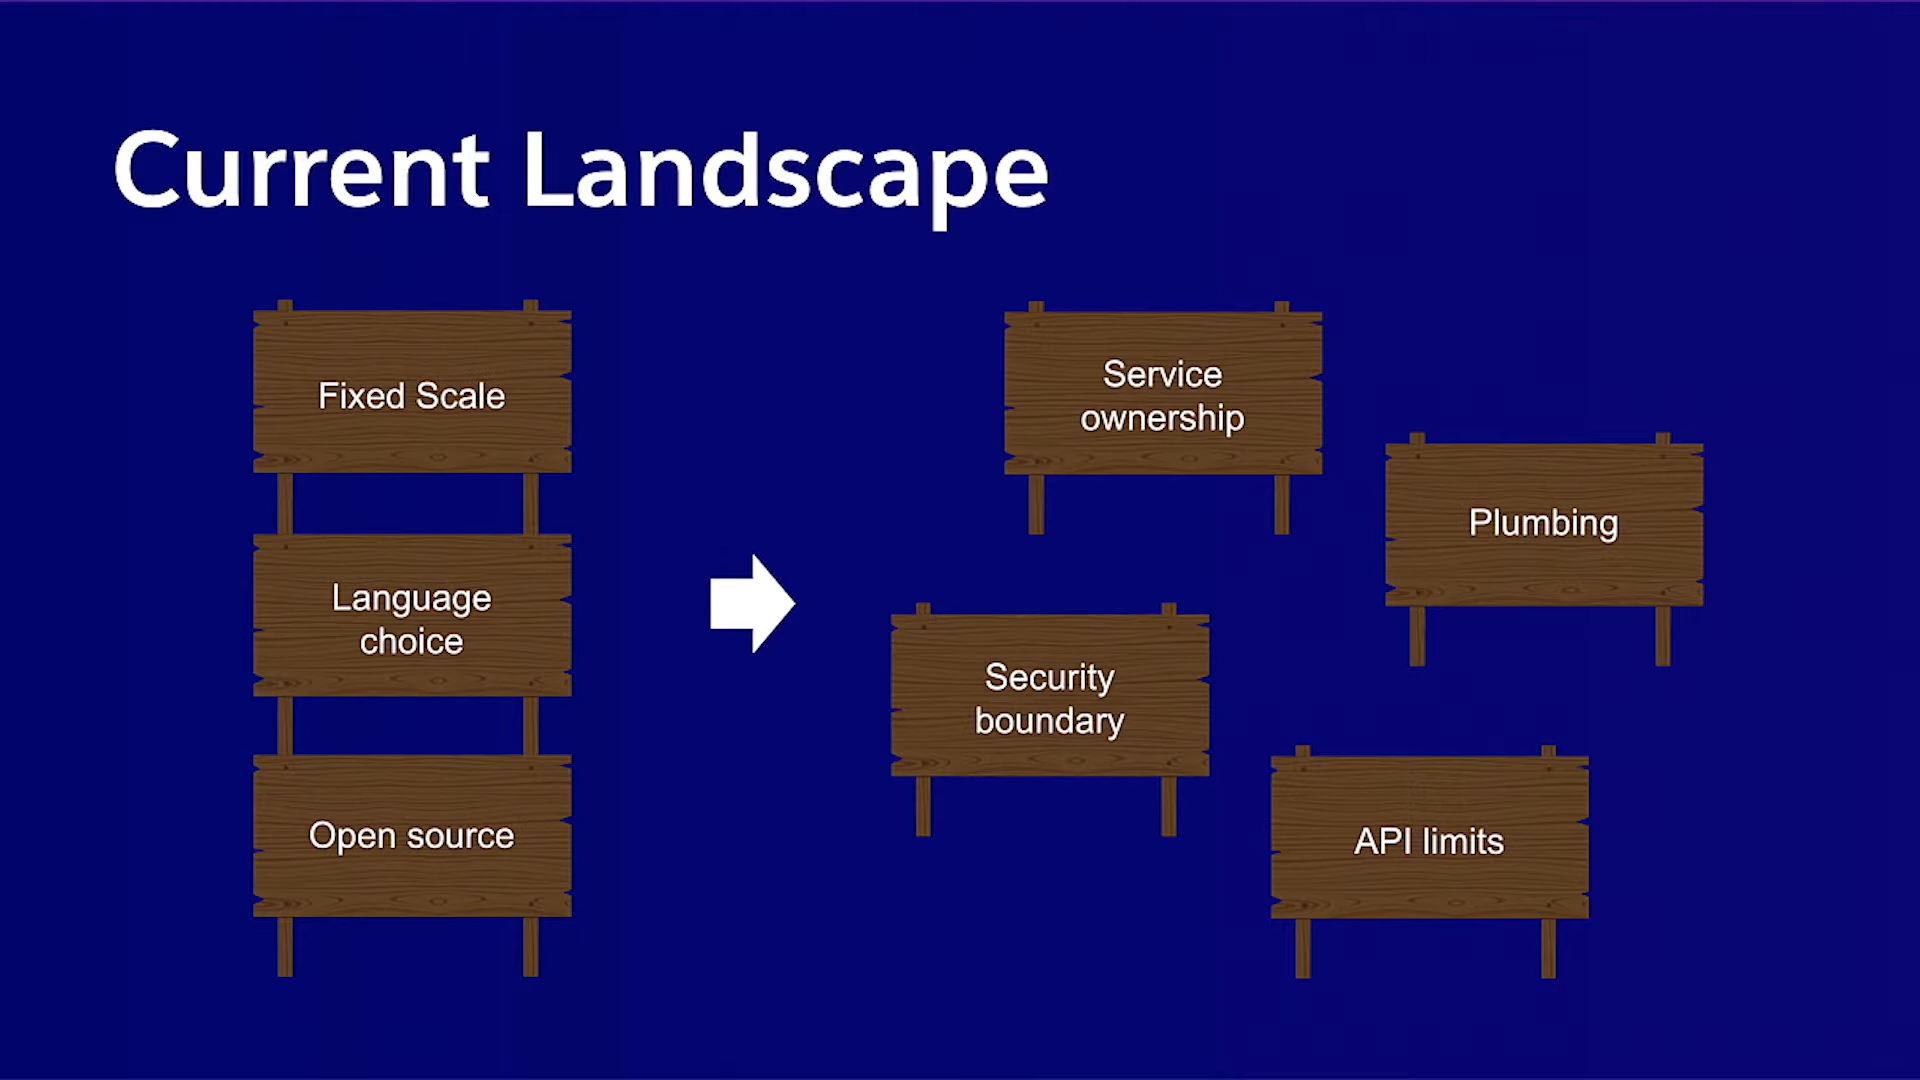 Current Landscape
Fixed Scale
Language
choice
Open source
Service
ownership
Plumbing
Security
boundary
API limits